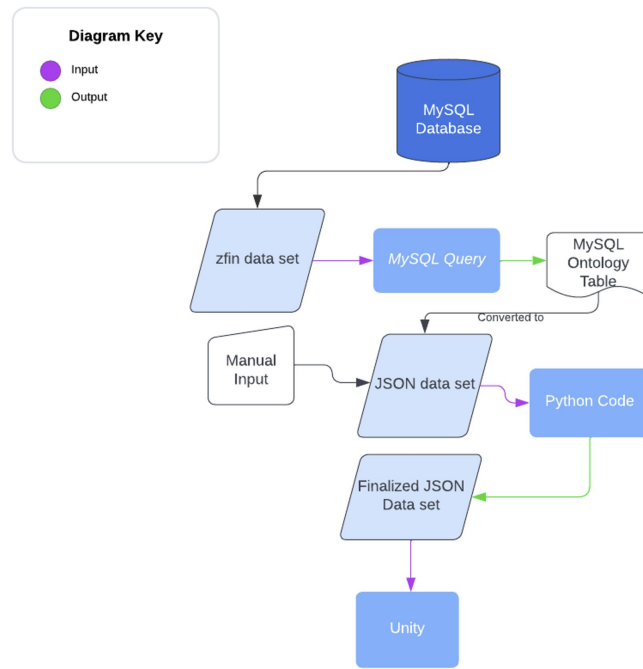 Diagram Key
Input
Output
MySQL
Database
zfin data set
MySQL Query
MySQL
Ontology
Table
Converted to
Manual
Input
JSON data set
Python Code
Finalized JSON
Data set
Unity